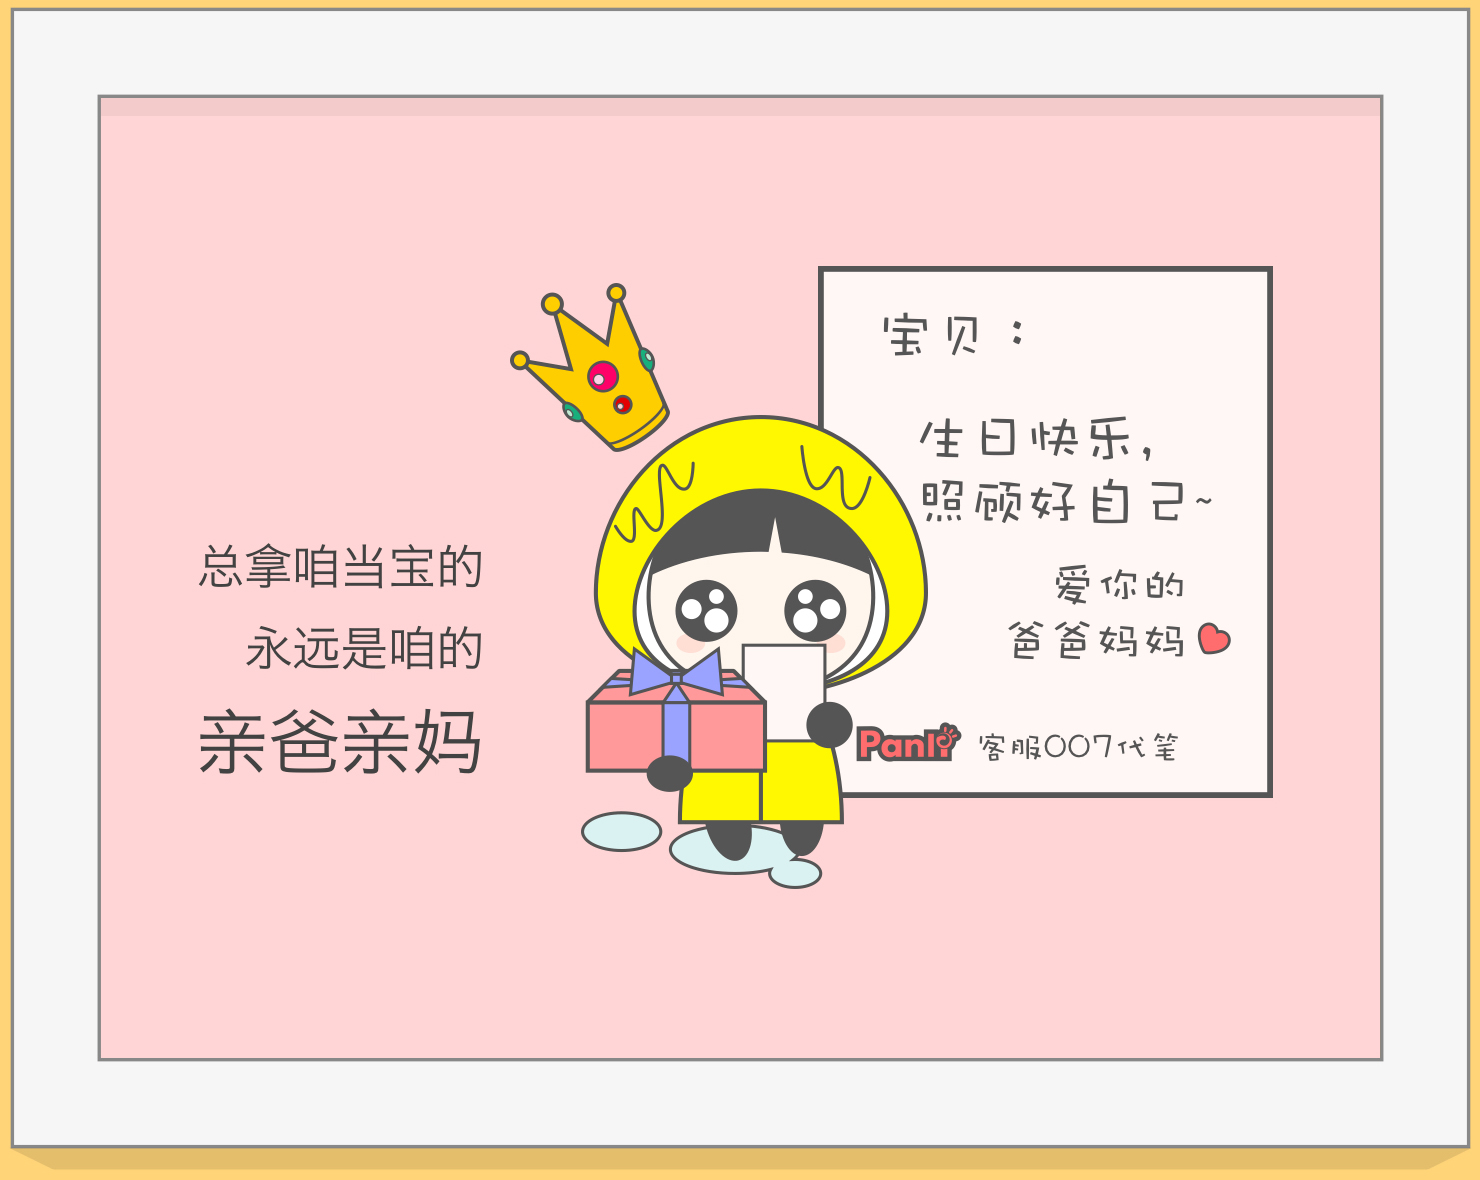 总拿咱当宝的
永远是咱的
亲爸亲妈
宝贝：
生日快乐，
照顾好自己~
爱你的
爸爸妈妈
Panli 客服007代笔